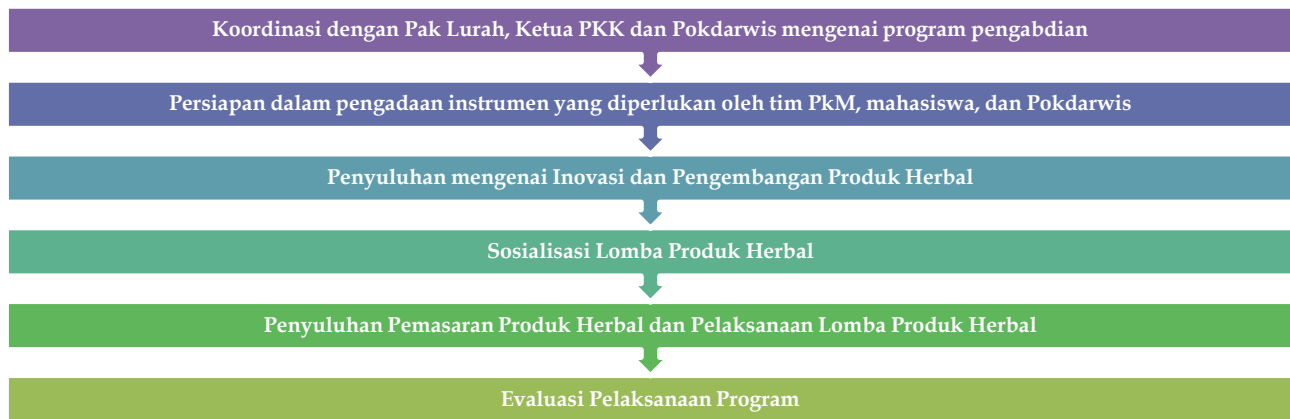 Koordinasi dengan Pak Lurah, Ketua PKK dan Pokdarwis mengenai program pengabdian
Persiapan dalam pengadaan instrumen yang diperlukan oleh tim PkM, mahasiswa, dan Pokdarwis
Penyuluhan mengenai Inovasi dan Pengembangan Produk Herbal
Sosialisasi Lomba Produk Herbal
Penyuluhan Pemasaran Produk Herbal dan Pelaksanaan Lomba Produk Herbal
Evaluasi Pelaksanaan Program